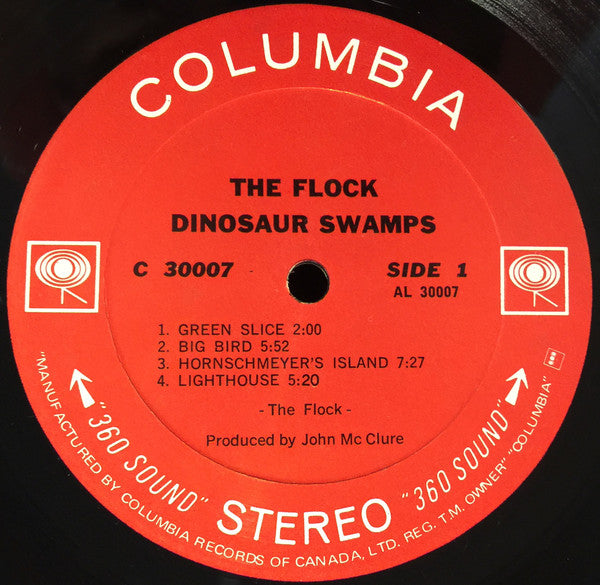 COLUMBIA
THE FLOCK
DINOSAUR SWAMPS
C 30007
SIDE 1
AL 30007
1. GREEN SLICE 2:00
2. BIG BIRD 5:52
3. HORNSCHMEYER'S ISLAND 7:27
4. LIGHTHOUSE 5:20
- The Flock -
Produced by John Mc Clure
"360 SOUND" STEREO "360 SOUND"
"MANUFACTURED BY COLUMBIA RECORDS OF CANADA, LTD. REG. T.M. OWNER" "COLUMBIA"